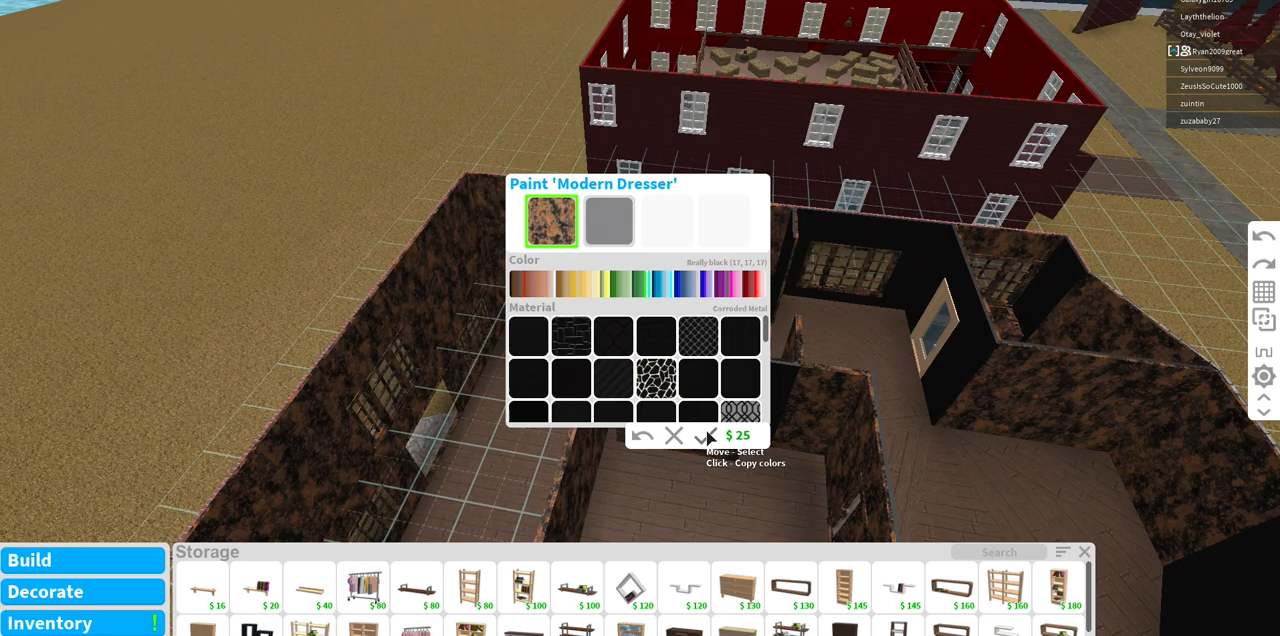 Laythhelion
Otay_violet
Ryan2009great
Sylveon9099
ZeusIsSoCute1000
zuintin
zuzababy27
Paint 'Modern Dresser'
Color
Really black (17, 17, 17)
Material
Corroded Metal
$ 25
Move - Select
Click - Copy colors
Build
Decorate
Inventory !
Storage
Search
$ 16
$ 20
$ 40
$ 80
$ 80
$ 80
$ 100
$ 100
$ 120
$ 120
$ 130
$ 130
$ 145
$ 145
$ 160
$ 160
$ 180